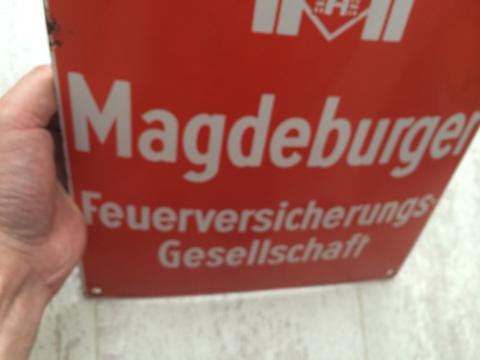 H
Magdeburger
Feuerversicherungs-
Gesellschaft